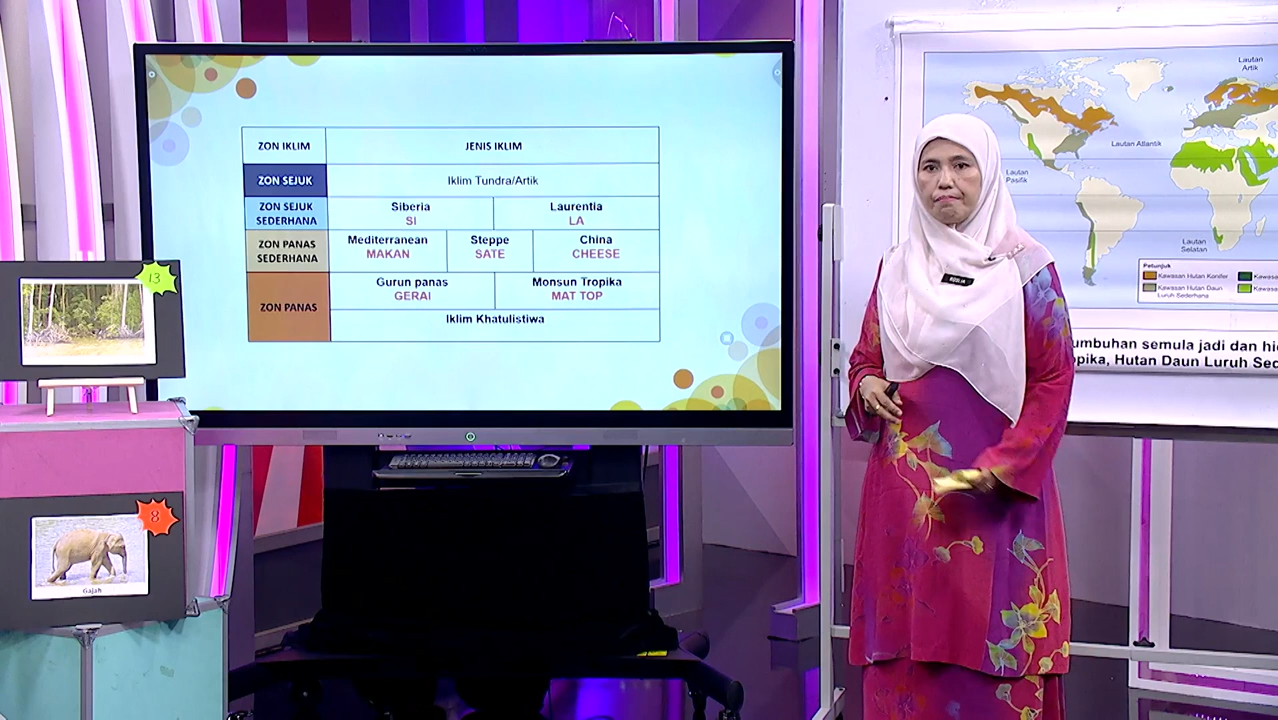 JENIS IKLIM
ZON IKLIM
JENIS IKLIM
ZON SEJUK
Iklim Tundra/Artik
ZON SEJUK
SEDERHANA
Siberia
SI
Laurentia
LA
ZON PANAS
SEDERHANA
Mediterranean
MAKAN
Steppe
SATE
China
CHEESE
ZON PANAS
Gurun panas
GERAI
Monsun Tropika
MAT TOP
Iklim Khatulistiwa
13
8
Gajah
Lautan
Artik
Lautan Atlantik
Lautan
Pasifik
Lautan
Selatan
Petunjuk
Kawasan Hutan Konifer
Kawasan Hutan Daun
Luruh Sederhana
umbuhan semula jadi dan
opika, Hutan Daun Luruh